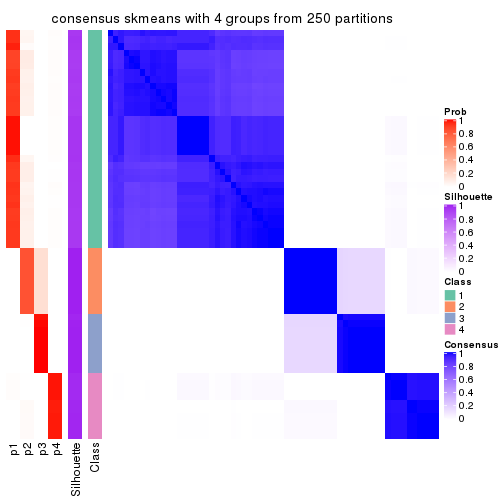 consensus skmeans with 4 groups from 250 partitions
Prob
1
0.8
0.6
0.4
0.2
0
Silhouette
1
0.8
0.6
0.4
0.2
0
Class
1
2
3
4
Consensus
1
0.8
0.6
0.4
0.2
0
p1
p2
p3
p4
Silhouette
Class